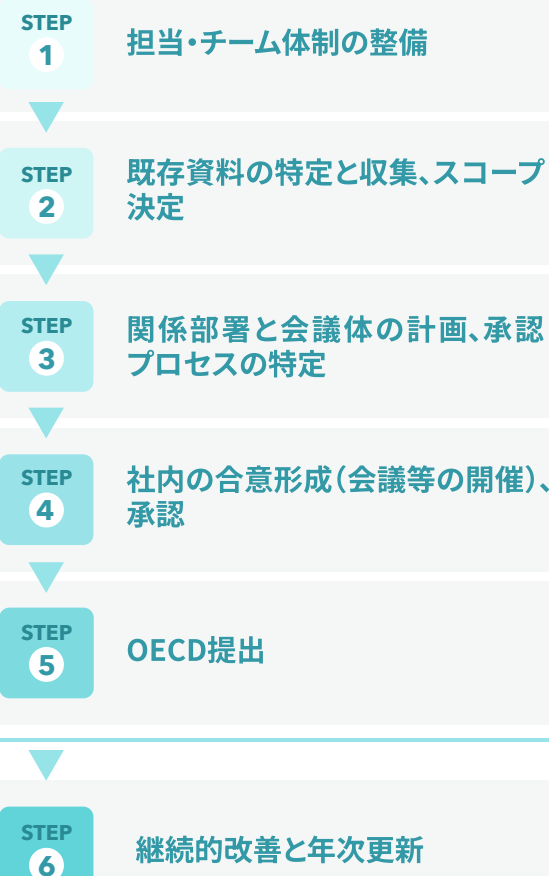 STEP
1
担当・チーム体制の整備
STEP
2
既存資料の特定と収集、スコープ
決定
STEP
3
関係部署と会議体の計画、承認
プロセスの特定
STEP
4
社内の合意形成（会議等の開催）、
承認
STEP
5
OECD提出
STEP
6
継続的改善と年次更新